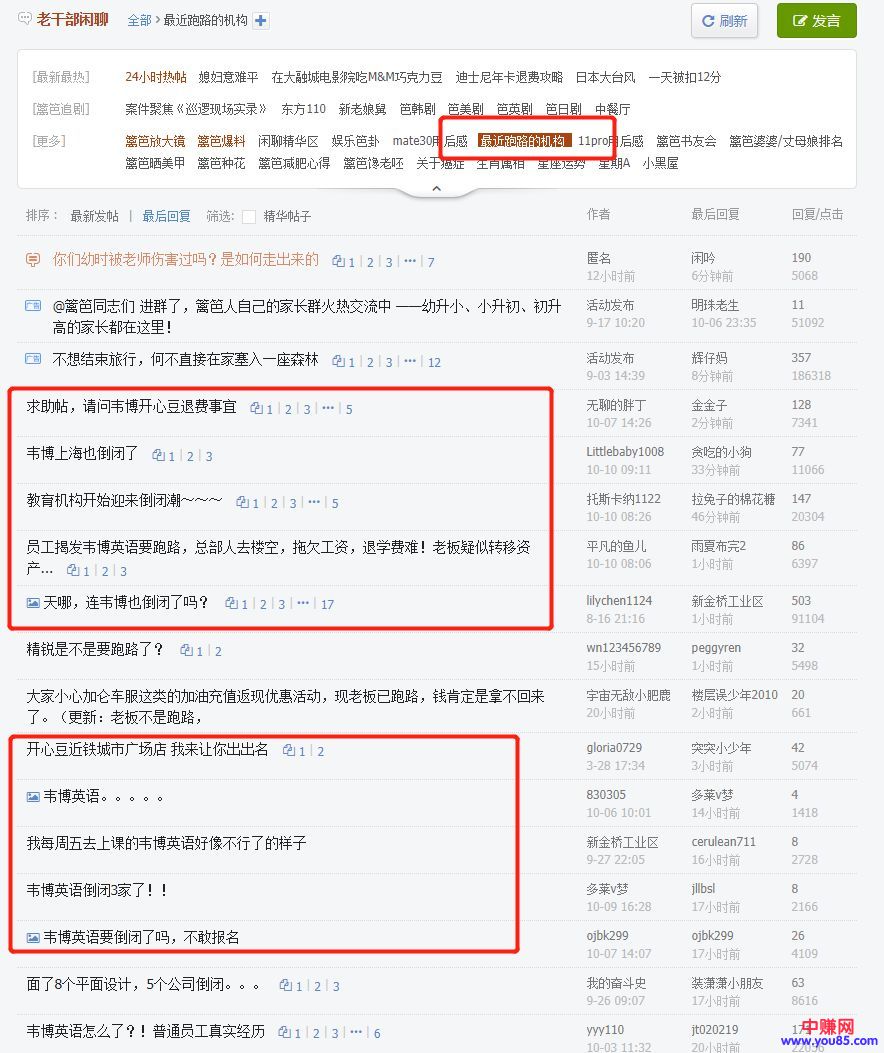 老干部闲聊 全部 > 最近跑路的机构 + 刷新 发言
[最新最热] 24小时热帖 媳妇意难平 在大融城电影院吃M&M巧克力豆 迪士尼年卡退费攻略 日本大台风 一天被扣12分
[篱笆追剧] 案件聚焦《巡逻现场实录》 东方110 新老娘舅 笆韩剧 笆美剧 笆英剧 笆日剧 中餐厅
[更多] 篱笆放大镜 篱笆爆料 闲聊精华区 娱乐笆卦 mate30用后感 最近跑路的机构 11pro用后感 篱笆书友会 篱笆婆婆/丈母娘排名
篱笆晒美甲 篱笆种花 篱笆减肥心得 篱笆馋老呸 关于癌症 生肖属相 星座运势 星期A 小黑屋
排序： 最新发帖 | 最后回复 筛选: 精华帖子 作者 最后回复 回复/点击
你们幼时被老师伤害过吗？是如何走出来的 1 | 2 | 3 | ··· | 7 匿名 闲吟 190
12小时前 6分钟前 5068
广告 @篱笆同志们 进群了，篱笆人自己的家长群火热交流中 ——幼升小、小升初、初升 活动发布 明珠老生 11
高的家长都在这里！ 9-17 10:20 10-06 23:35 51092
广告 不想结束旅行，何不直接在家塞入一座森林 1 | 2 | 3 | ··· | 12 活动发布 辉仔妈 357
9-03 14:39 8分钟前 186318
求助帖，请问韦博开心豆退费事宜 1 | 2 | 3 | ··· | 5 无聊的胖丁 金金子 128
10-07 14:26 2分钟前 7341
韦博上海也倒闭了 1 | 2 | 3 Littlebaby1008 贪吃的小狗 77
10-10 09:11 33分钟前 11066
教育机构开始迎来倒闭潮～～～ 1 | 2 | 3 | ··· | 5 托斯卡纳1122 拉兔子的棉花糖 147
10-10 08:26 46分钟前 20304
员工揭发韦博英语要跑路，总部人去楼空，拖欠工资，退学费难！老板疑似转移资 平凡的鱼儿 雨夏布完2 86
产... 1 | 2 | 3 10-10 08:06 1小时前 6397
天哪，连韦博也倒闭了吗？ 1 | 2 | 3 | ··· | 17 lilychen1124 新金桥工业区 503
8-16 21:16 1小时前 91104
精锐是不是要跑路了？ 1 | 2 wn123456789 peggyren 32
15小时前 1小时前 5498
大家小心加仑车服这类的加油充值返现优惠活动，现老板已跑路，钱肯定是拿不回来 宇宙无敌小肥鹿 楼层误少年2010 20
了。（更新：老板不是跑路， 20小时前 2小时前 661
开心豆近铁城市广场店 我来让你出出名 1 | 2 gloria0729 突突小少年 42
3-28 17:34 3小时前 5074
韦博英语。。。。。 830305 多莱v梦 4
10-06 10:01 14小时前 1418
我每周五去上课的韦博英语好像不行了的样子 新金桥工业区 cerulean711 8
9-27 22:05 16小时前 2728
韦博英语倒闭3家了！！ 多莱v梦 jllbsl 8
10-09 16:28 17小时前 2166
韦博英语要倒闭了吗，不敢报名 ojbk299 ojbk299 26
10-07 14:07 17小时前 4109
面了8个平面设计，5个公司倒闭。。。 1 | 2 | 3 我的奋斗史 装潇潇小朋友 63
9-26 09:07 17小时前 8616
韦博英语怎么了？！普通员工真实经历 1 | 2 | 3 | ··· | 6 yyy110 jt020219
10-03 11:32 20小时前
中赚网
www.you85.com